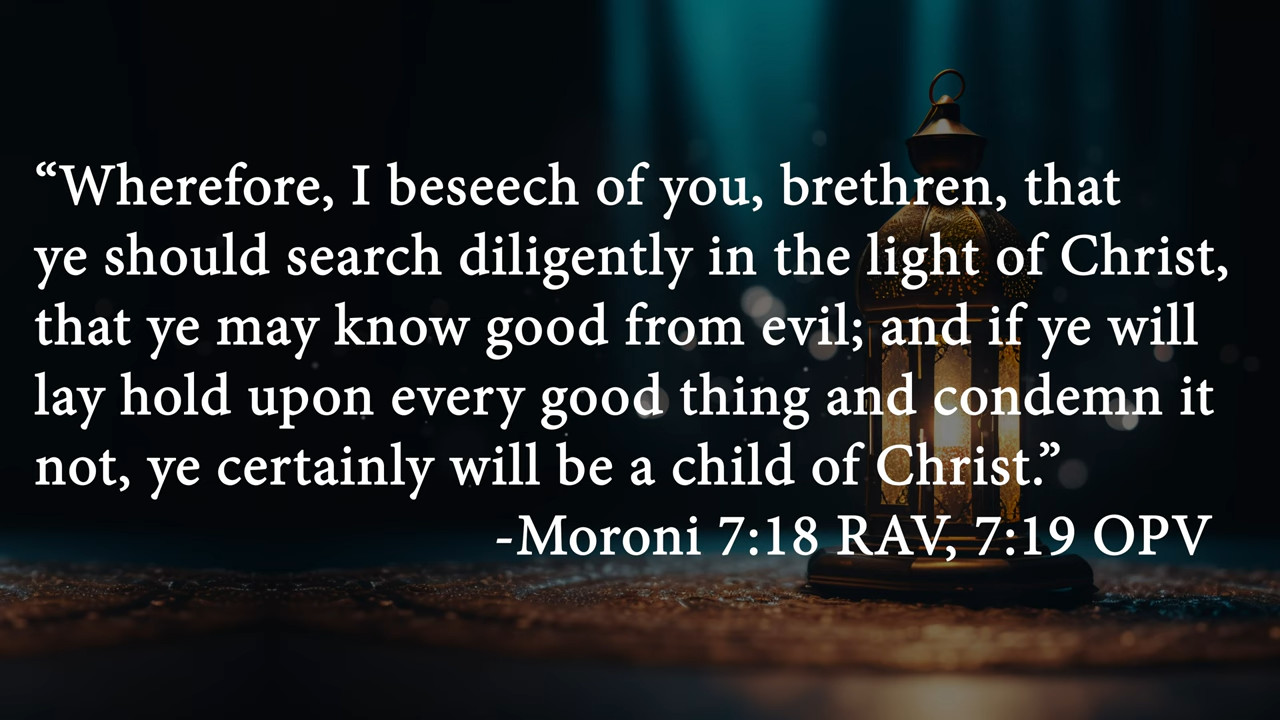 “Wherefore, I beseech of you, brethren, that
ye should search diligently in the light of Christ,
that ye may know good from evil; and if ye will
lay hold upon every good thing and condemn it
not, ye certainly will be a child of Christ.”
-Moroni 7:18 RAV, 7:19 OPV